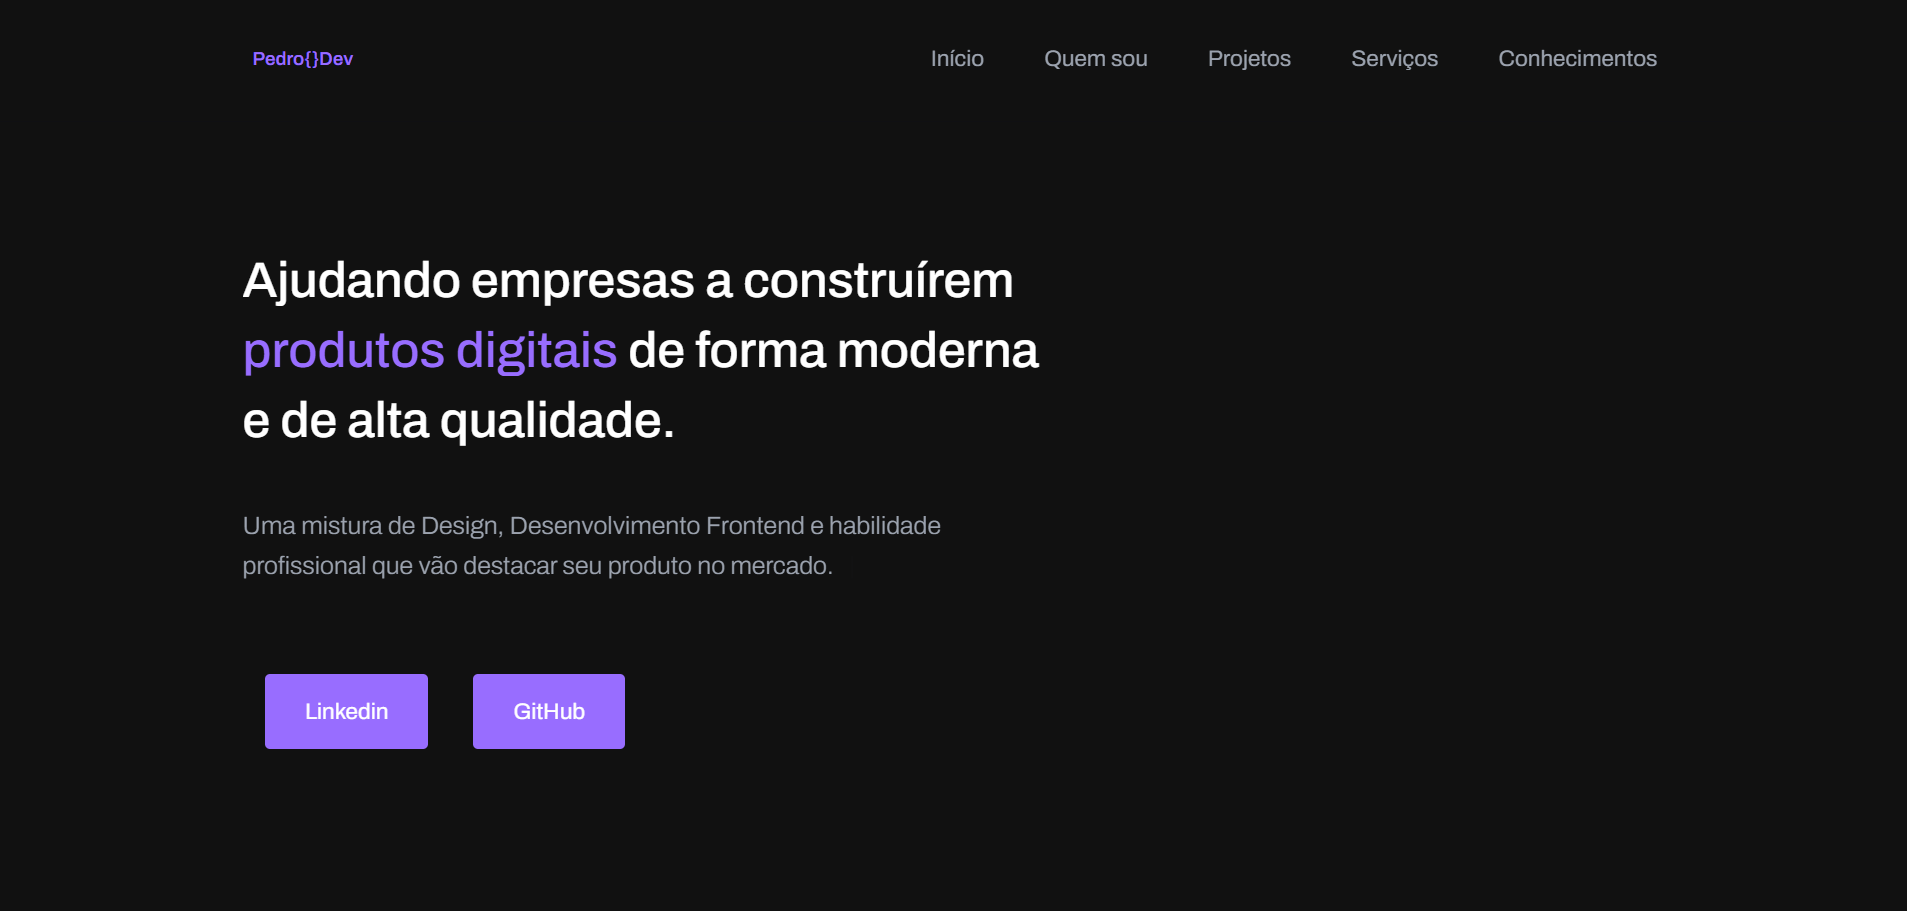 Pedro{}Dev
Início
Quem sou
Projetos
Serviços
Conhecimentos
Ajudando empresas a construírem
produtos digitais de forma moderna
e de alta qualidade.
Uma mistura de Design, Desenvolvimento Frontend e habilidade
profissional que vão destacar seu produto no mercado.
Linkedin
GitHub